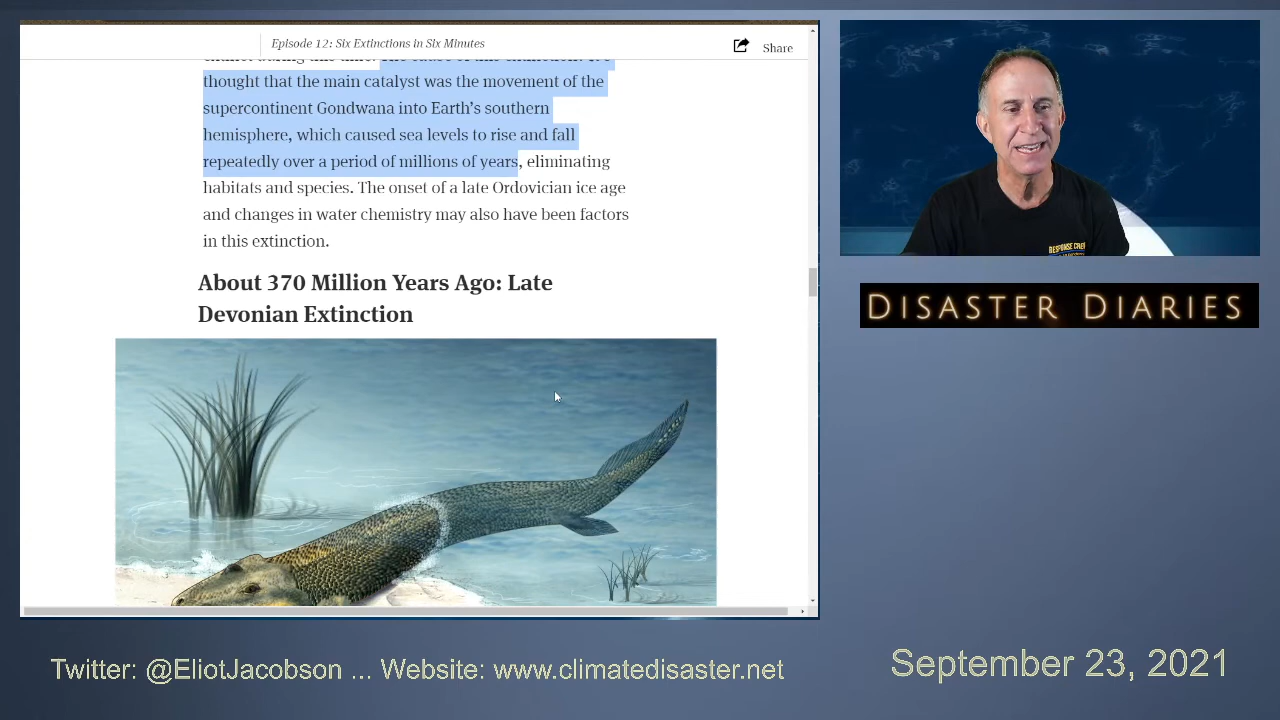 Episode 12: Six Extinctions in Six Minutes
Share
thought that the main catalyst was the movement of the
supercontinent Gondwana into Earth's southern
hemisphere, which caused sea levels to rise and fall
repeatedly over a period of millions of years, eliminating
habitats and species. The onset of a late Ordovician ice age
and changes in water chemistry may also have been factors
in this extinction.
About 370 Million Years Ago: Late
Devonian Extinction
RESPONSE CREW
DISASTER DIARIES
Twitter: @EliotJacobson ... Website: www.climatedisaster.net
September 23, 2021